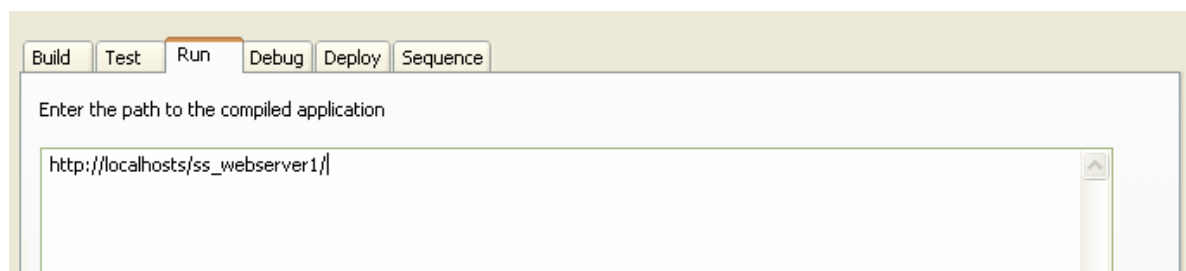 Build Test Run Debug Deploy Sequence
Enter the path to the compiled application
http://localhosts/ss_webserver1/